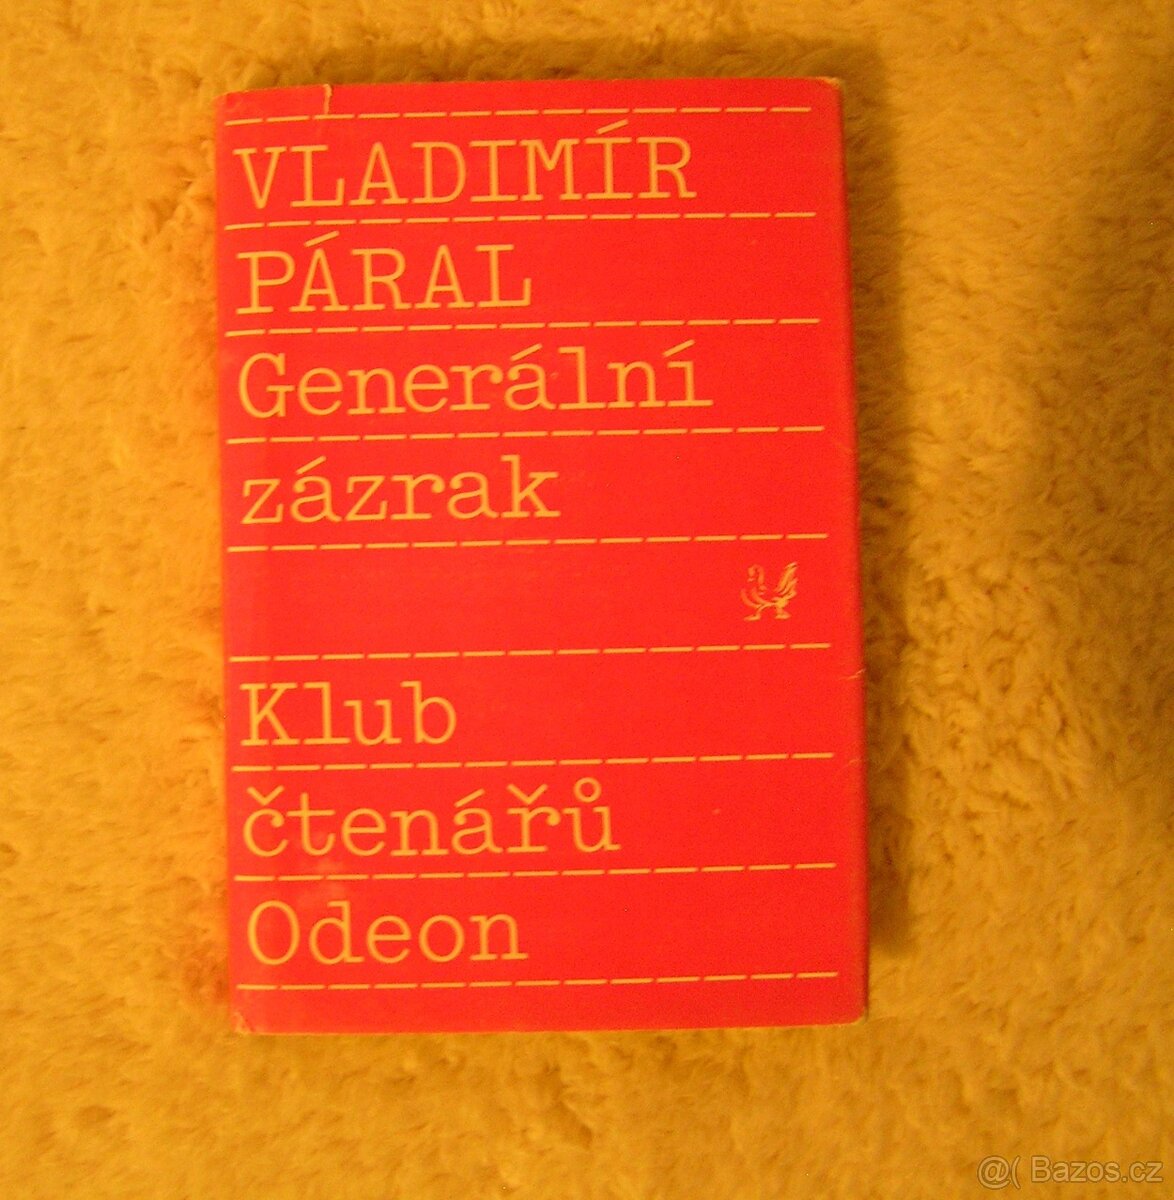 VLADIMÍR
PÁRAL
Generální
zázrak
Klub
čtenářů
Odeon
@( Bazos.cz